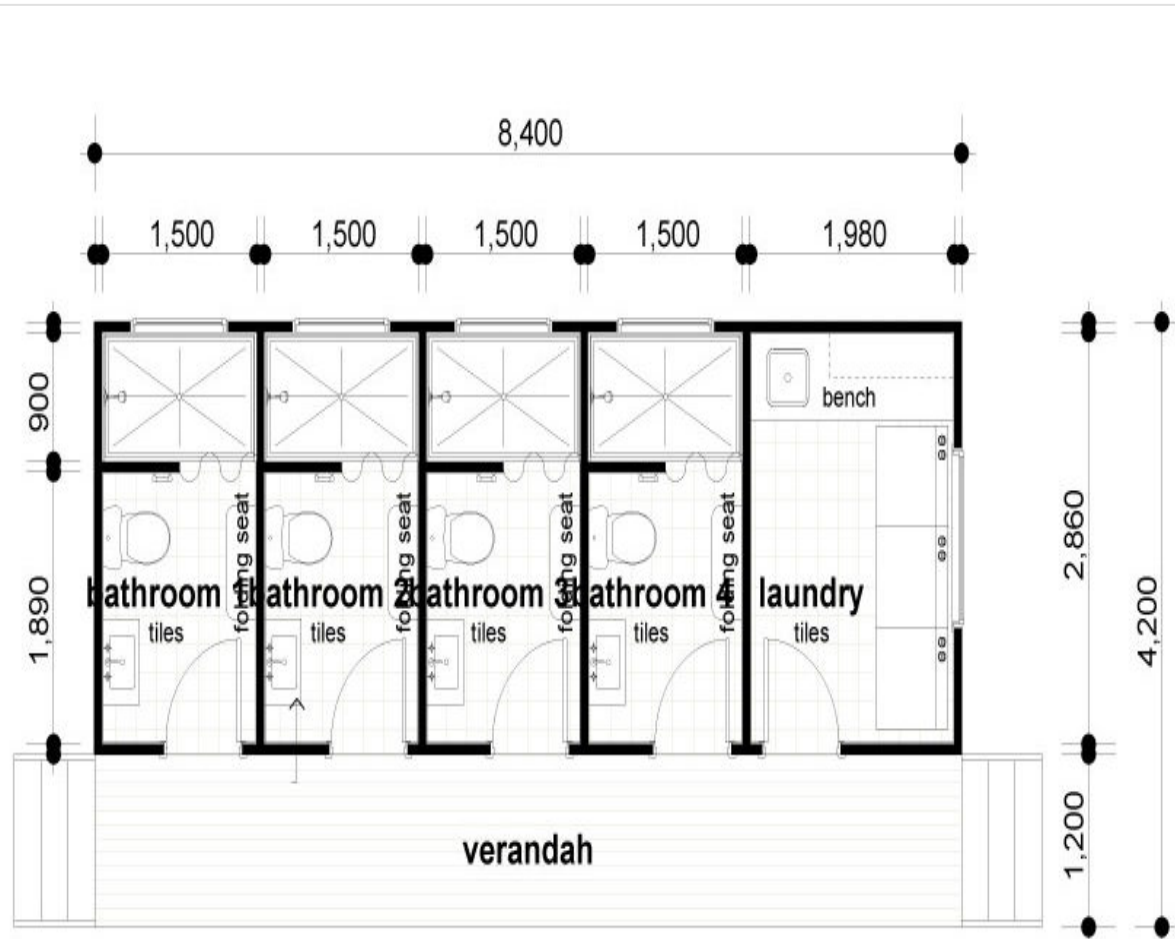 8,400
1,500
1,500
1,500
1,500
1,980
900
bench
folding seat
folding seat
folding seat
folding seat
2,860
1,890
bathroom 1
bathroom 2
bathroom 3
bathroom 4
laundry
4,200
tiles
tiles
tiles
tiles
tiles
1,200
verandah